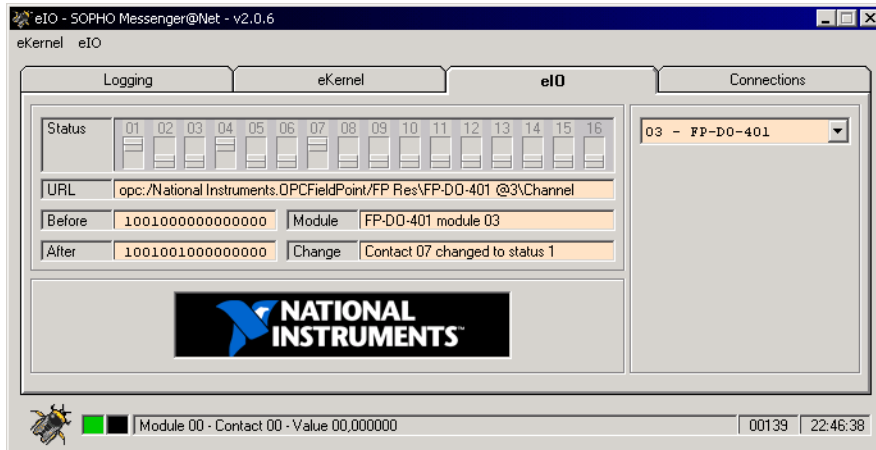 eIO - SOPHO Messenger@Net - v2.0.6
eKernel eIO
Logging eKernel eIO Connections
Status 01 02 03 04 05 06 07 08 09 10 11 12 13 14 15 16
03 - FP-DO-401
URL opc:/National Instruments.OPCFieldPoint/FP Res\FP-DO-401 @3\Channel
Before 1001000000000000 Module FP-DO-401 module 03
After 1001001000000000 Change Contact 07 changed to status 1
NATIONAL
INSTRUMENTS™
Module 00 - Contact 00 - Value 00,000000 00139 22:46:38